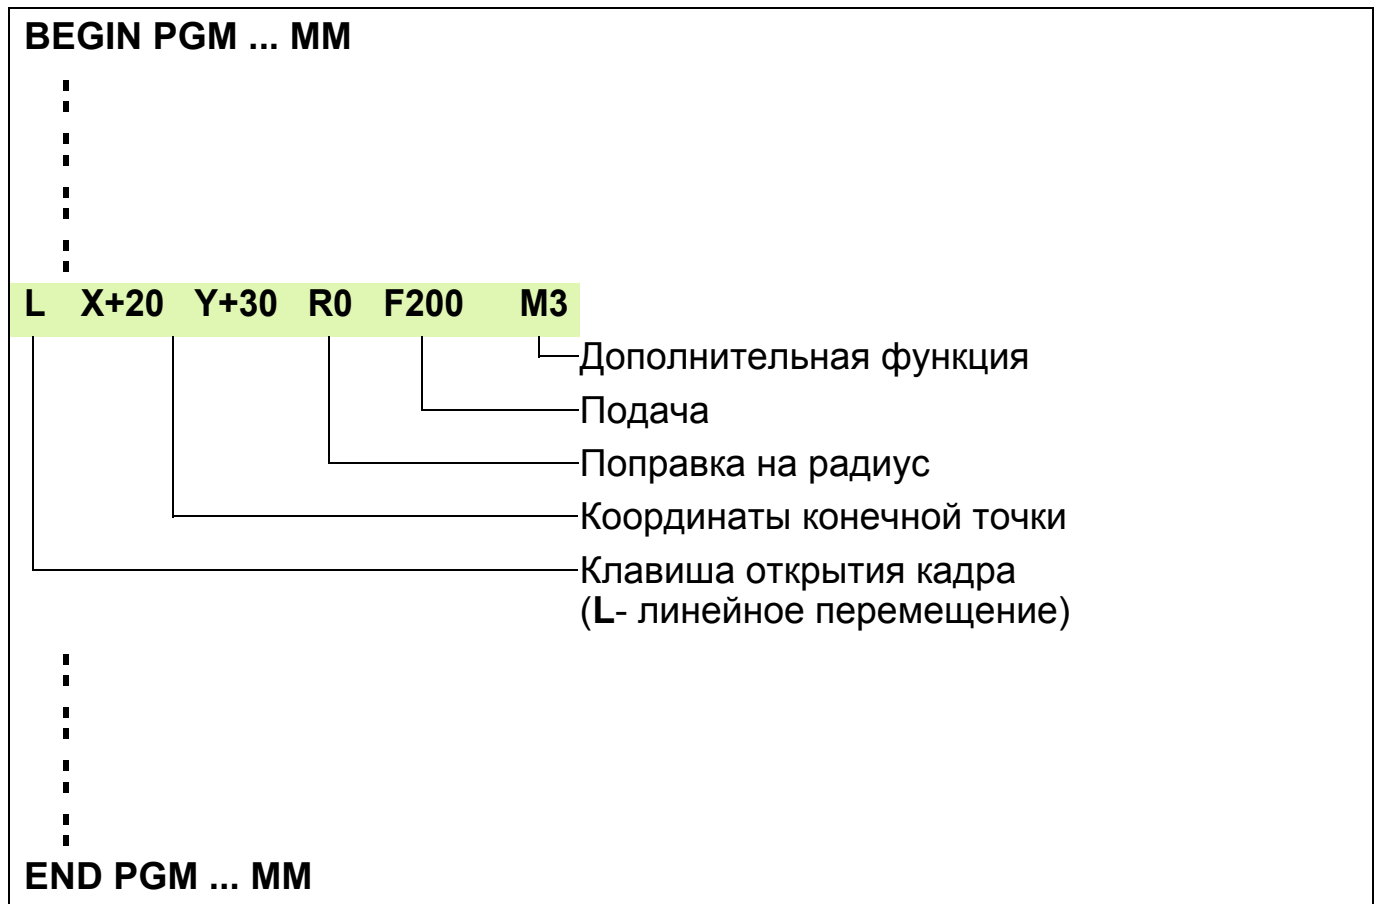 BEGIN PGM ... MM
L X+20 Y+30 R0 F200 M3
Дополнительная функция
Подача
Поправка на радиус
Координаты конечной точки
Клавиша открытия кадра
(L- линейное перемещение)
END PGM ... MM